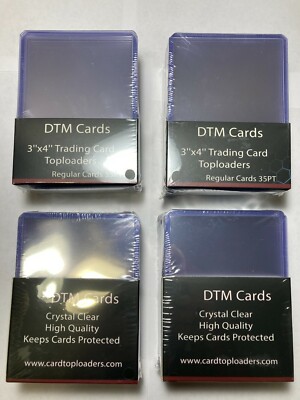 DTM Cards
3"x4" Trading Card
Toploaders
Regular Cards
DTM Cards
3"x4" Trading Card
Toploaders
Regular Cards 35PT
DTM Cards
Crystal Clear
High Quality
Keeps Cards Protected
www.cardtoploaders.com
DTM Cards
Crystal Clear
High Quality
Keeps Cards Protected
www.cardtoploaders.com